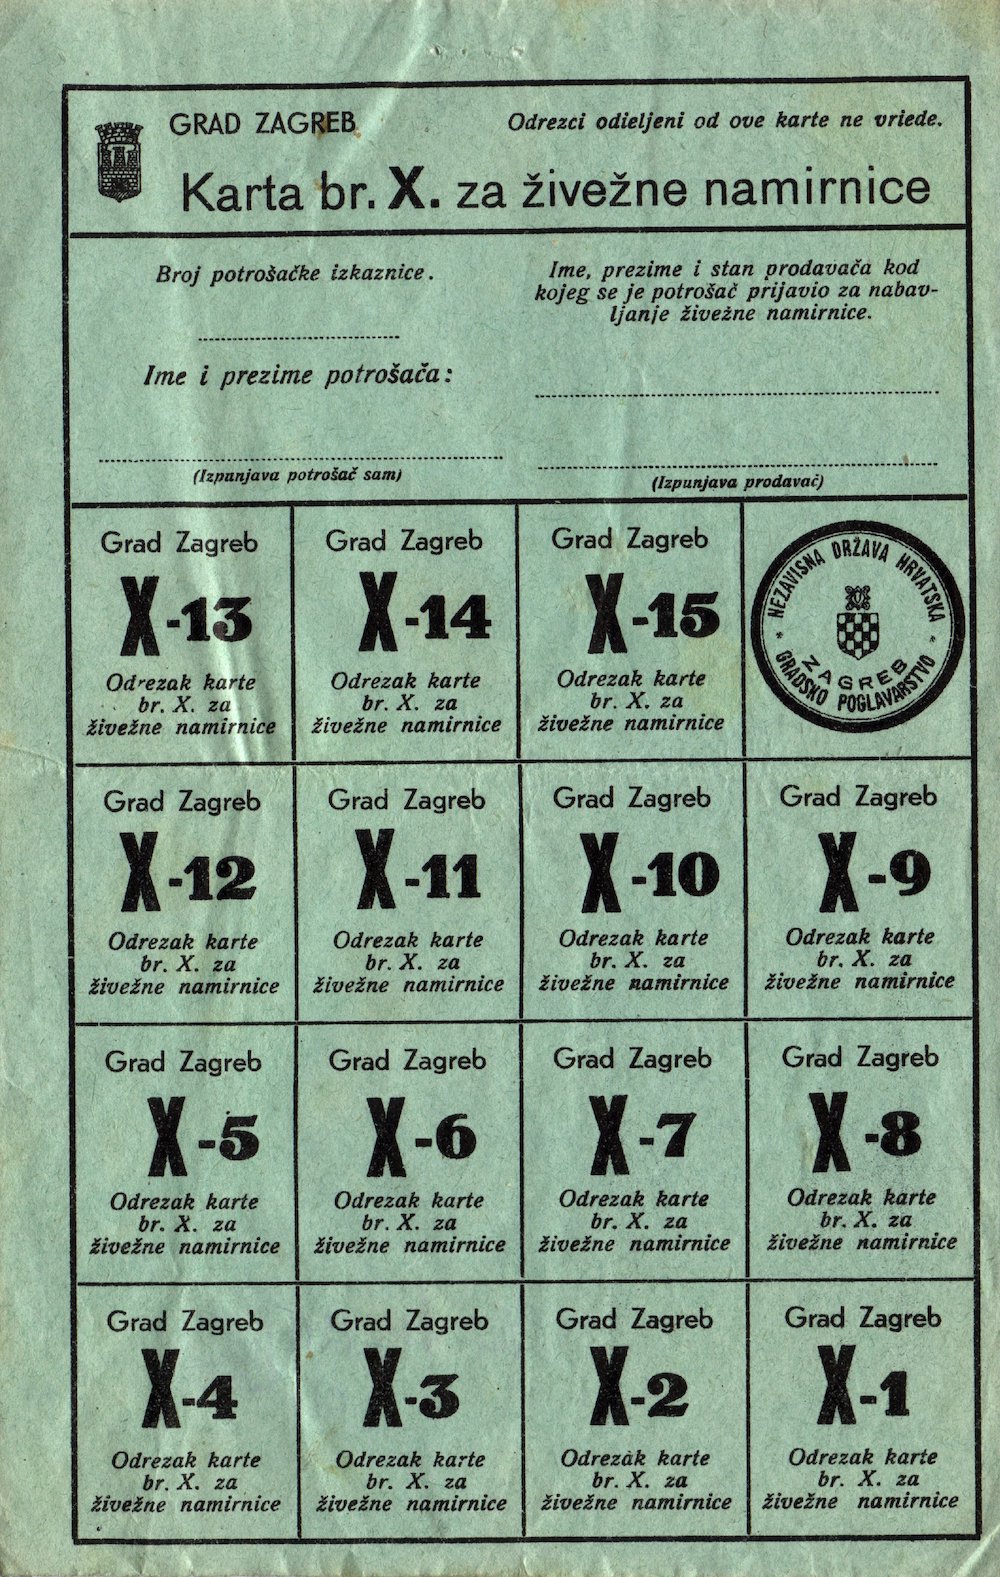 GRAD ZAGREB
Odrezci odieljeni od ove karte ne vriede.
Karta br. X. za živežne namirnice
Broj potrošačke izkaznice.
Ime i prezime potrošača:
(Izpunjava potrošač sam)
Ime, prezime i stan prodavača kod
kojeg se je potrošač prijavio za nabav-
ljanje živežne namirnice.
(Izpunjava prodavač)
Grad Zagreb
X-13
Odrezak karte
br. X. za
živežne namirnice
Grad Zagreb
X-14
Odrezak karte
br. X. za
živežne namirnice
Grad Zagreb
X-15
Odrezak karte
br. X. za
živežne namirnice
NEZAVISNA DRŽAVA HRVATSKA
ZAGREB
GRADSKO POGLAVARSTVO
Grad Zagreb
X-12
Odrezak karte
br. X. za
živežne namirnice
Grad Zagreb
X-11
Odrezak karte
br. X. za
živežne namirnice
Grad Zagreb
X-10
Odrezak karte
br. X. za
živežne namirnice
Grad Zagreb
X-9
Odrezak karte
br. X. za
živežne namirnice
Grad Zagreb
X-5
Odrezak karte
br. X. za
živežne namirnice
Grad Zagreb
X-6
Odrezak karte
br. X. za
živežne namirnice
Grad Zagreb
X-7
Odrezak karte
br. X. za
živežne namirnice
Grad Zagreb
X-8
Odrezak karte
br. X. za
živežne namirnice
Grad Zagreb
X-4
Odrezak karte
br. X. za
živežne namirnice
Grad Zagreb
X-3
Odrezak karte
br. X. za
živežne namirnice
Grad Zagreb
X-2
Odrezak karte
br. X. za
živežne namirnice
Grad Zagreb
X-1
Odrezak karte
br. X. za
živežne namirnice